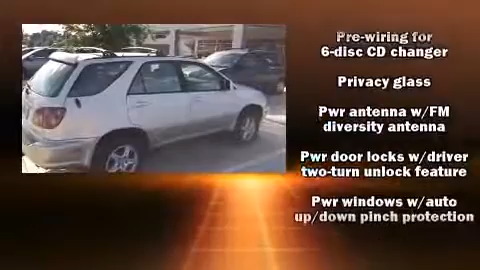 Pre-wiring for
6-disc CD changer
Privacy glass
Pwr antenna w/FM
diversity antenna
Pwr door locks w/driver
two-turn unlock feature
Pwr windows w/auto
up/down pinch protection